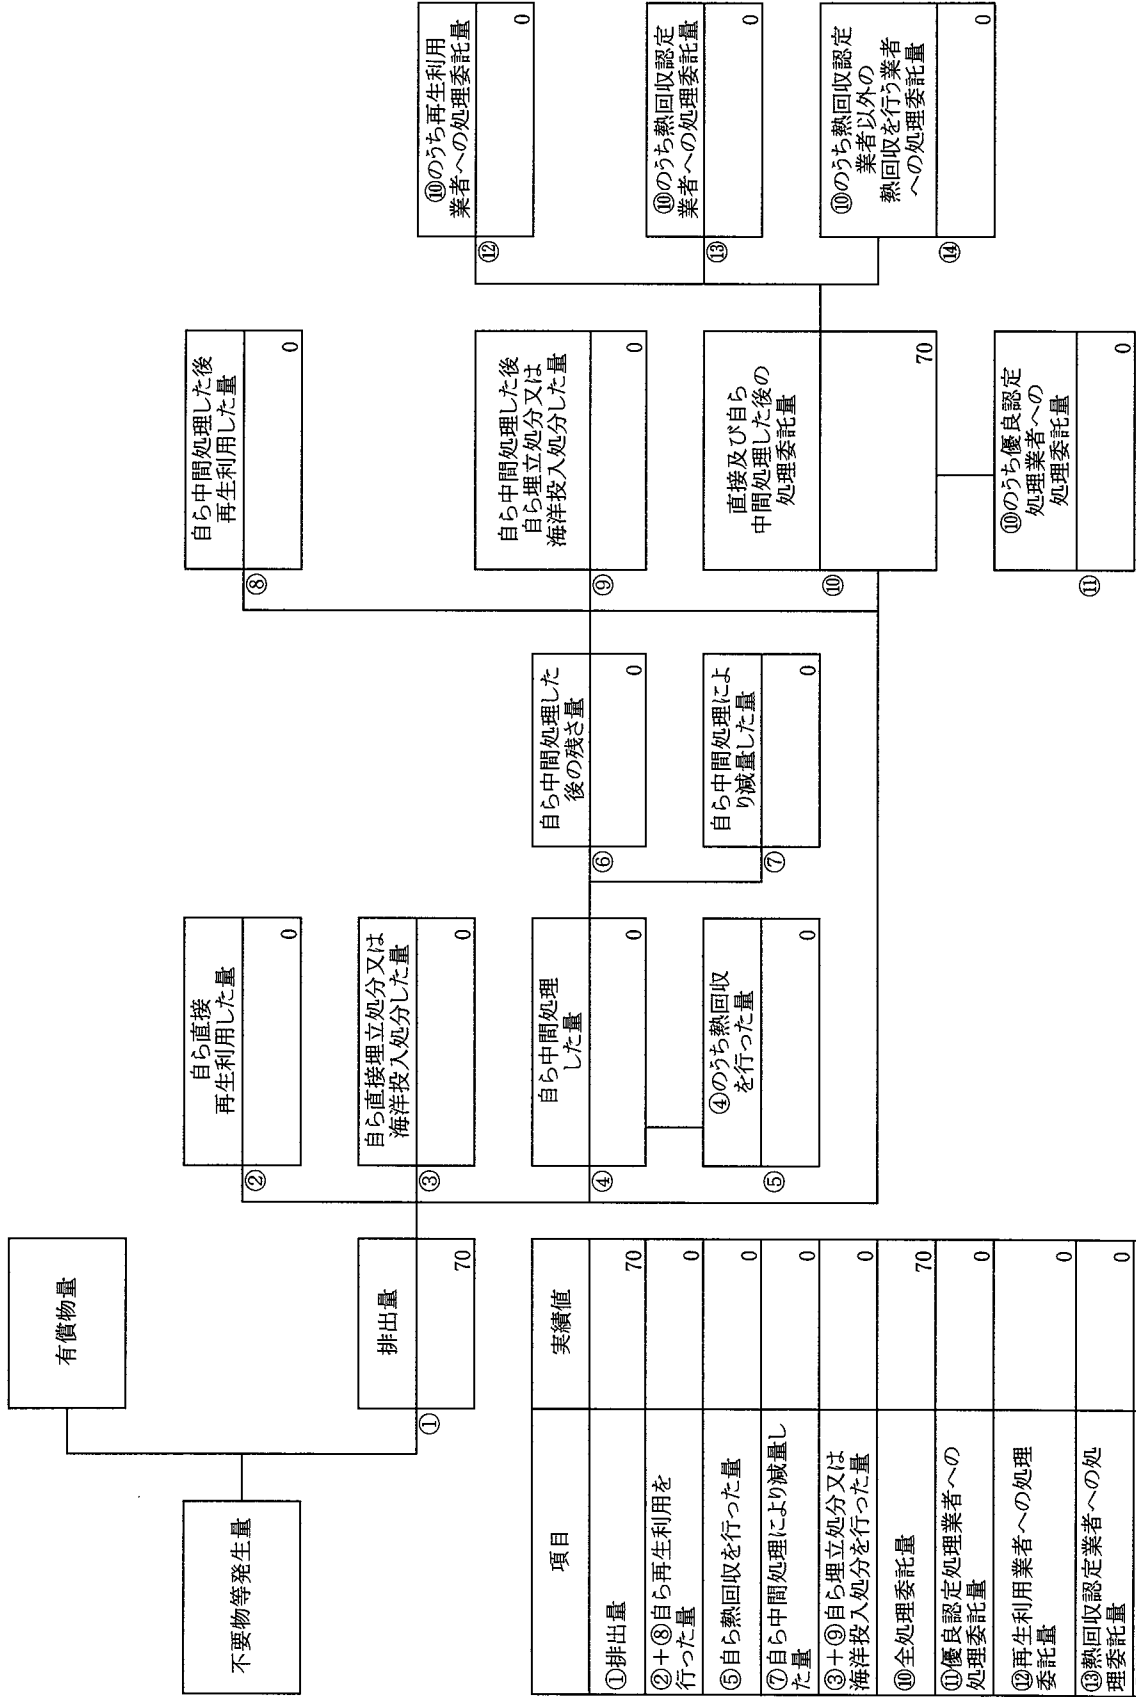 不要物等発生量
有償物量
①
排出量
70
②
自ら直接
再生利用した量
0
③
自ら直接埋立処分又は
海洋投入処分した量
0
④
自ら中間処理
した量
0
⑤
④のうち熱回収
を行った量
0
⑥
自ら中間処理した
後の残さ量
0
⑦
自ら中間処理によ
り減量した量
0
⑧
自ら中間処理した後
再生利用した量
0
⑨
自ら中間処理した後
自ら埋立処分又は
海洋投入処分した量
0
⑩
直接及び自ら
中間処理した後の
処理委託量
70
⑪
⑩のうち優良認定
処理業者への
処理委託量
0
⑫
⑩のうち再生利用
業者への処理委託量
0
⑬
⑩のうち熱回収認定
業者への処理委託量
0
⑭
⑩のうち熱回収認定
業者以外の
熱回収を行う業者
への処理委託量
0
項目 実績値
①排出量 70
②+⑧自ら再生利用を
行った量 0
⑤自ら熱回収を行った量 0
⑦自ら中間処理により減量し
た量 0
③+⑨自ら埋立処分又は
海洋投入処分を行った量 0
⑩全処理委託量 70
⑪優良認定処理業者への
処理委託量 0
⑫再生利用業者への処理
委託量 0
⑬熱回収認定業者への処
理委託量 0